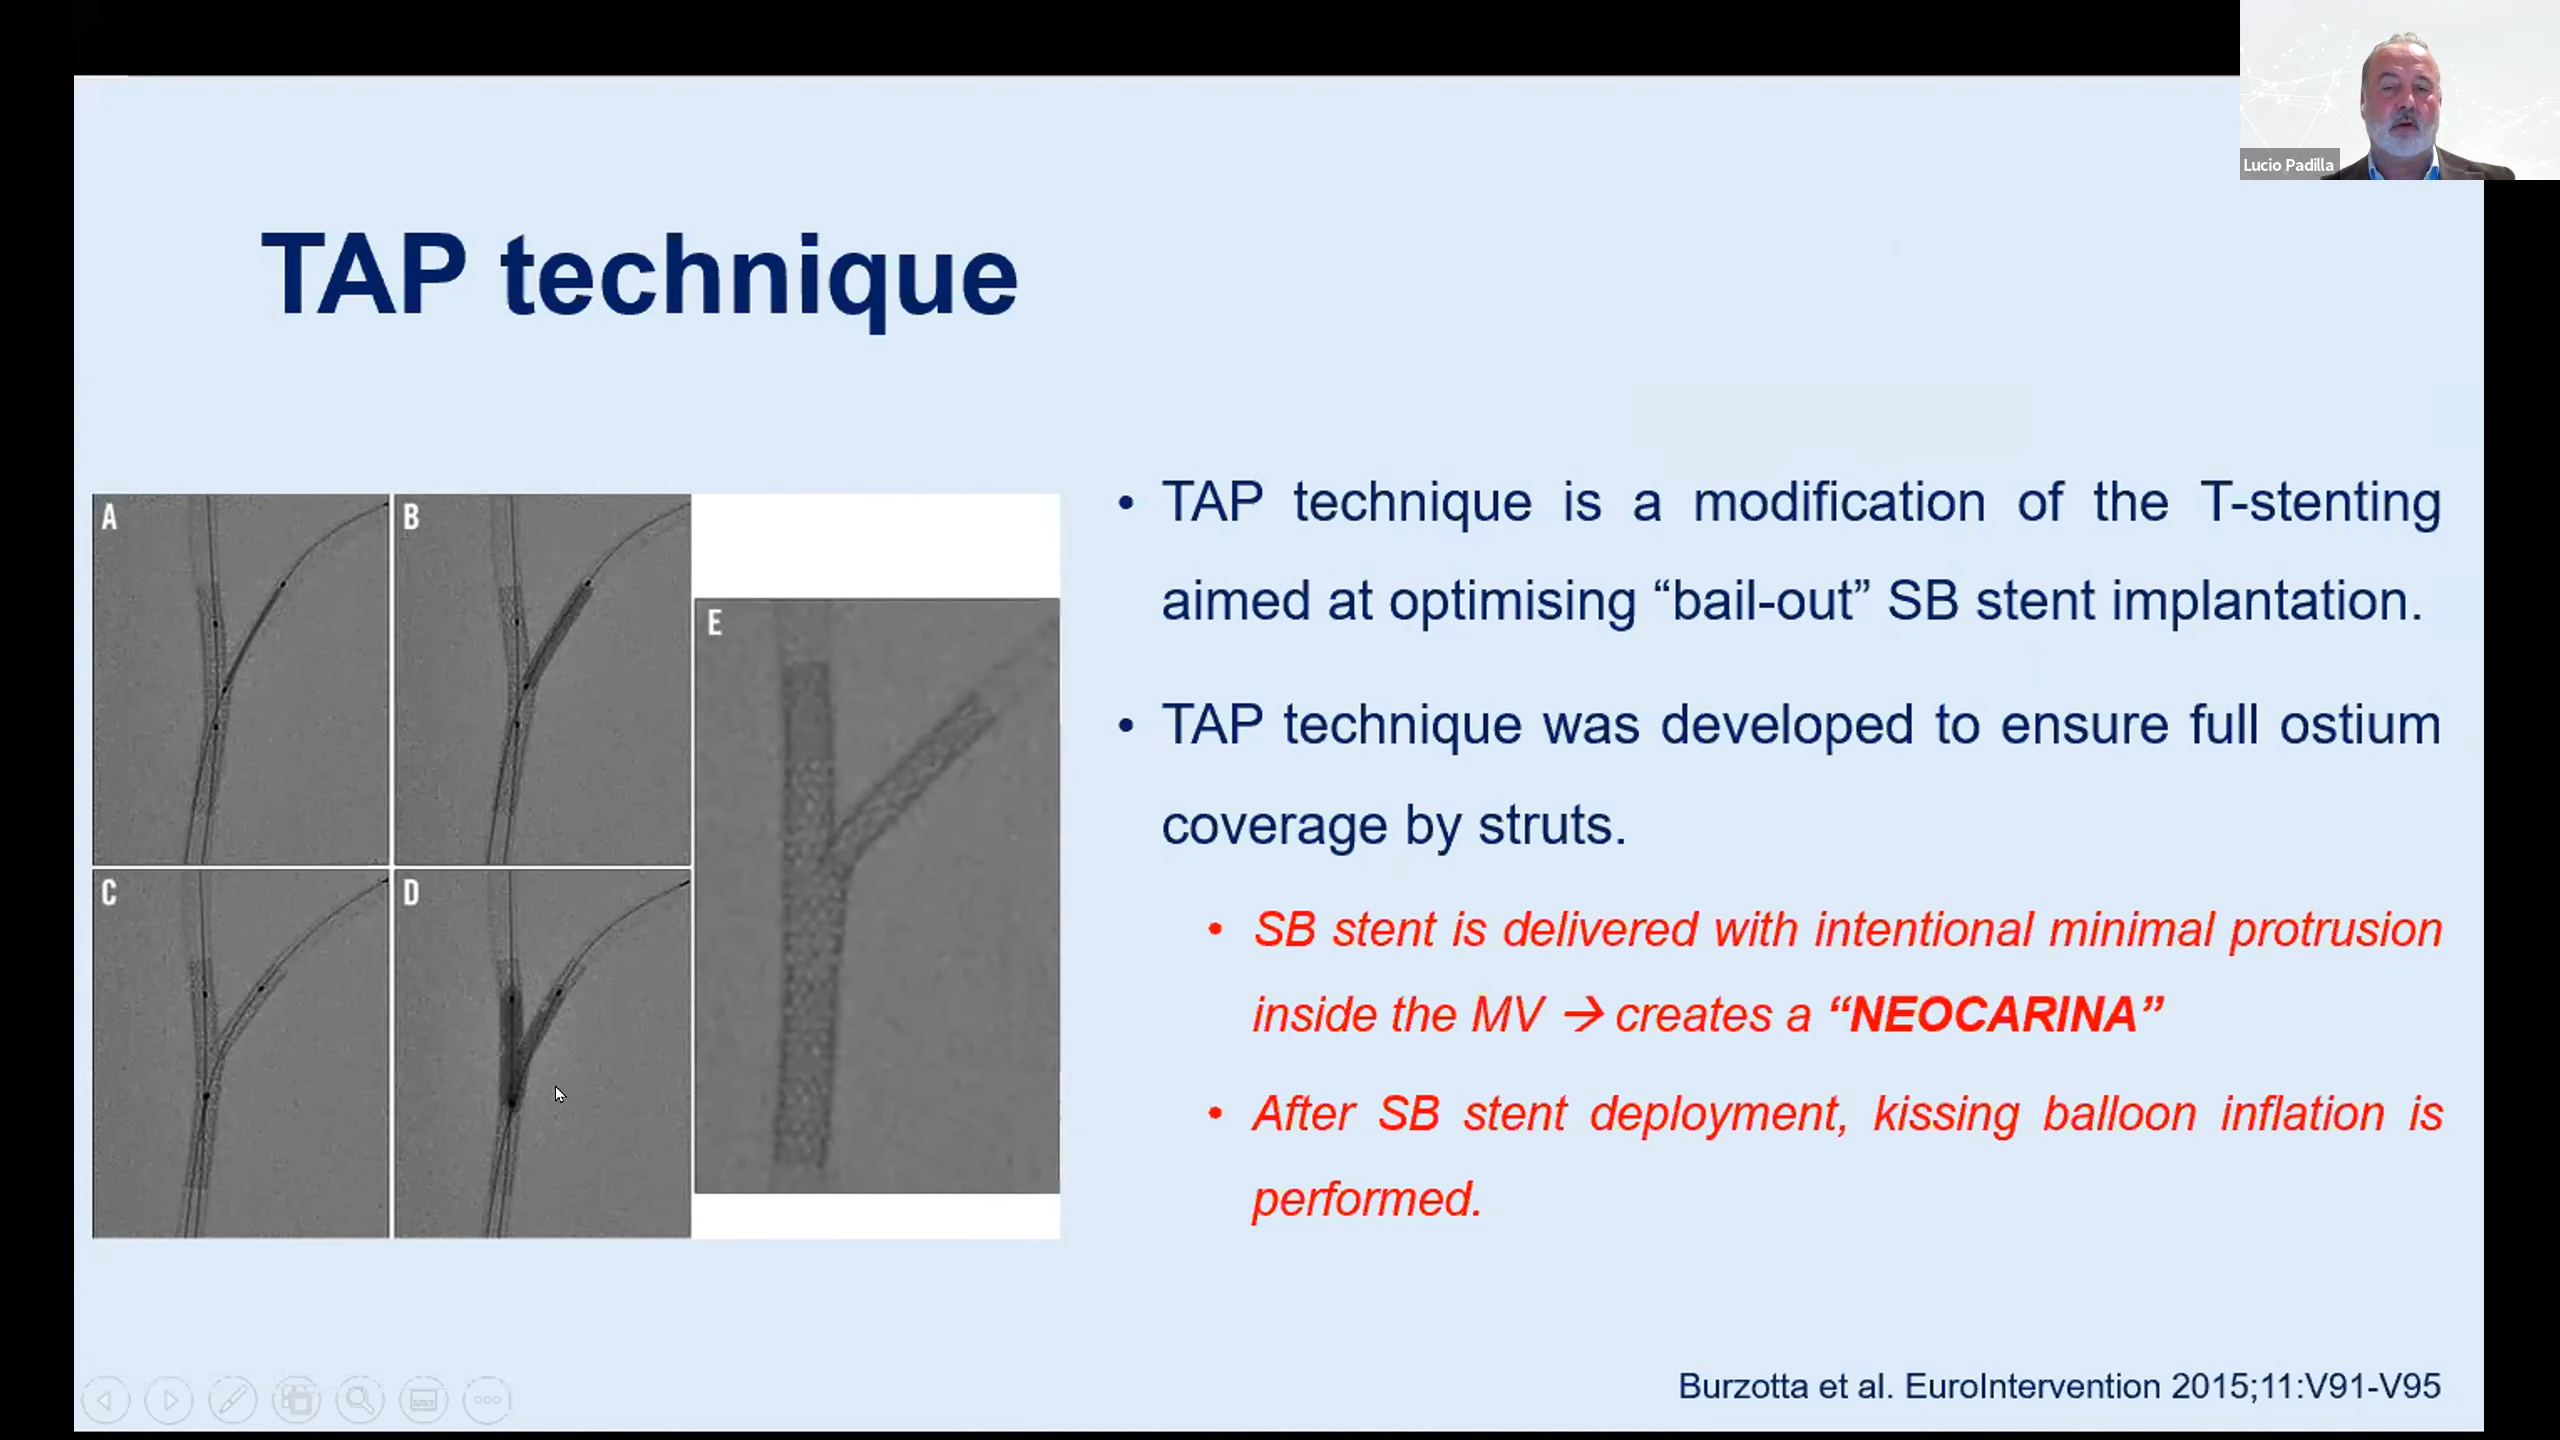 Lucio Padilla
TAP technique
A
B
E
C
D
• TAP technique is a modification of the T-stenting
aimed at optimising “bail-out” SB stent implantation.
• TAP technique was developed to ensure full ostium
coverage by struts.
• SB stent is delivered with intentional minimal protrusion
inside the MV → creates a “NEOCARINA”
• After SB stent deployment, kissing balloon inflation is
performed.
Burzotta et al. EuroIntervention 2015;11:V91-V95